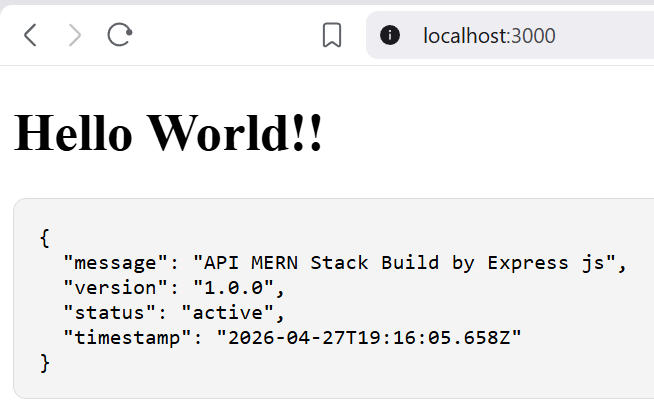 localhost:3000
Hello World!!
{
  "message": "API MERN Stack Build by Express js",
  "version": "1.0.0",
  "status": "active",
  "timestamp": "2026-04-27T19:16:05.658Z"
}